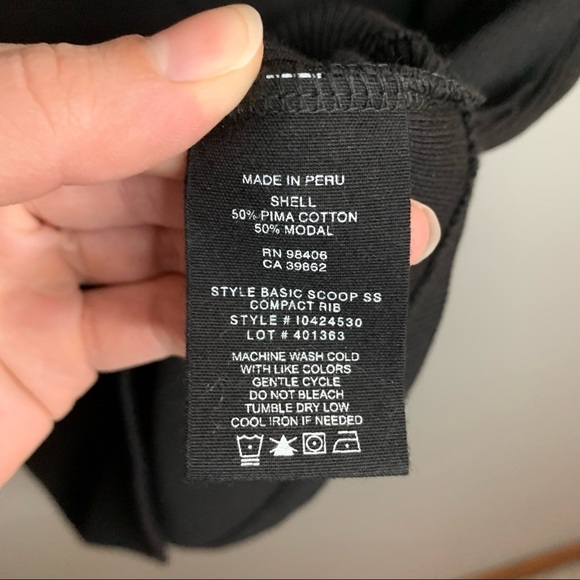 MADE IN PERU
SHELL
50% PIMA COTTON
50% MODAL
RN 98406
CA 39862
STYLE BASIC SCOOP SS
COMPACT RIB
STYLE # I0424530
LOT # 401363
MACHINE WASH COLD
WITH LIKE COLORS
GENTLE CYCLE
DO NOT BLEACH
TUMBLE DRY LOW
COOL IRON IF NEEDED